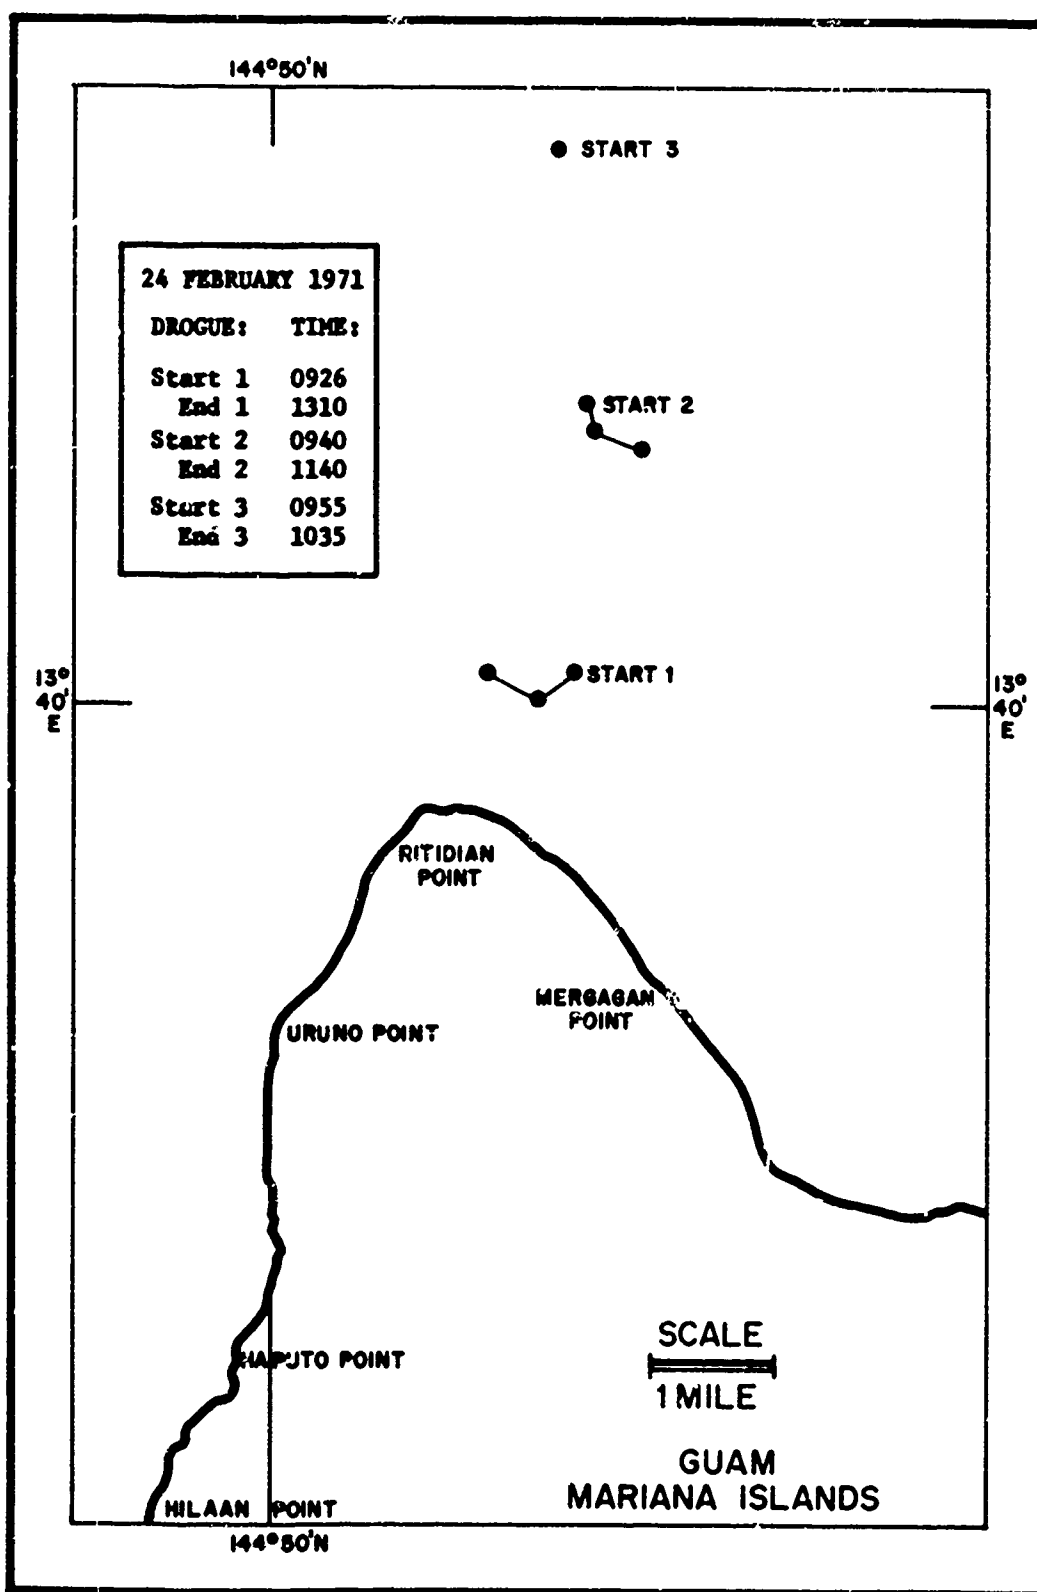 144°50'N
START 3
24 FEBRUARY 1971
DROGUE: TIME:
Start 1 0926
End 1 1310
Start 2 0940
End 2 1140
Start 3 0955
End 3 1035
START 2
START 1
13°
40'
E
13°
40'
E
RITIDIAN
POINT
MERGAGAN
POINT
URUNO POINT
HAPUTO POINT
SCALE
1 MILE
GUAM
MARIANA ISLANDS
HILAAN POINT
144°50'N